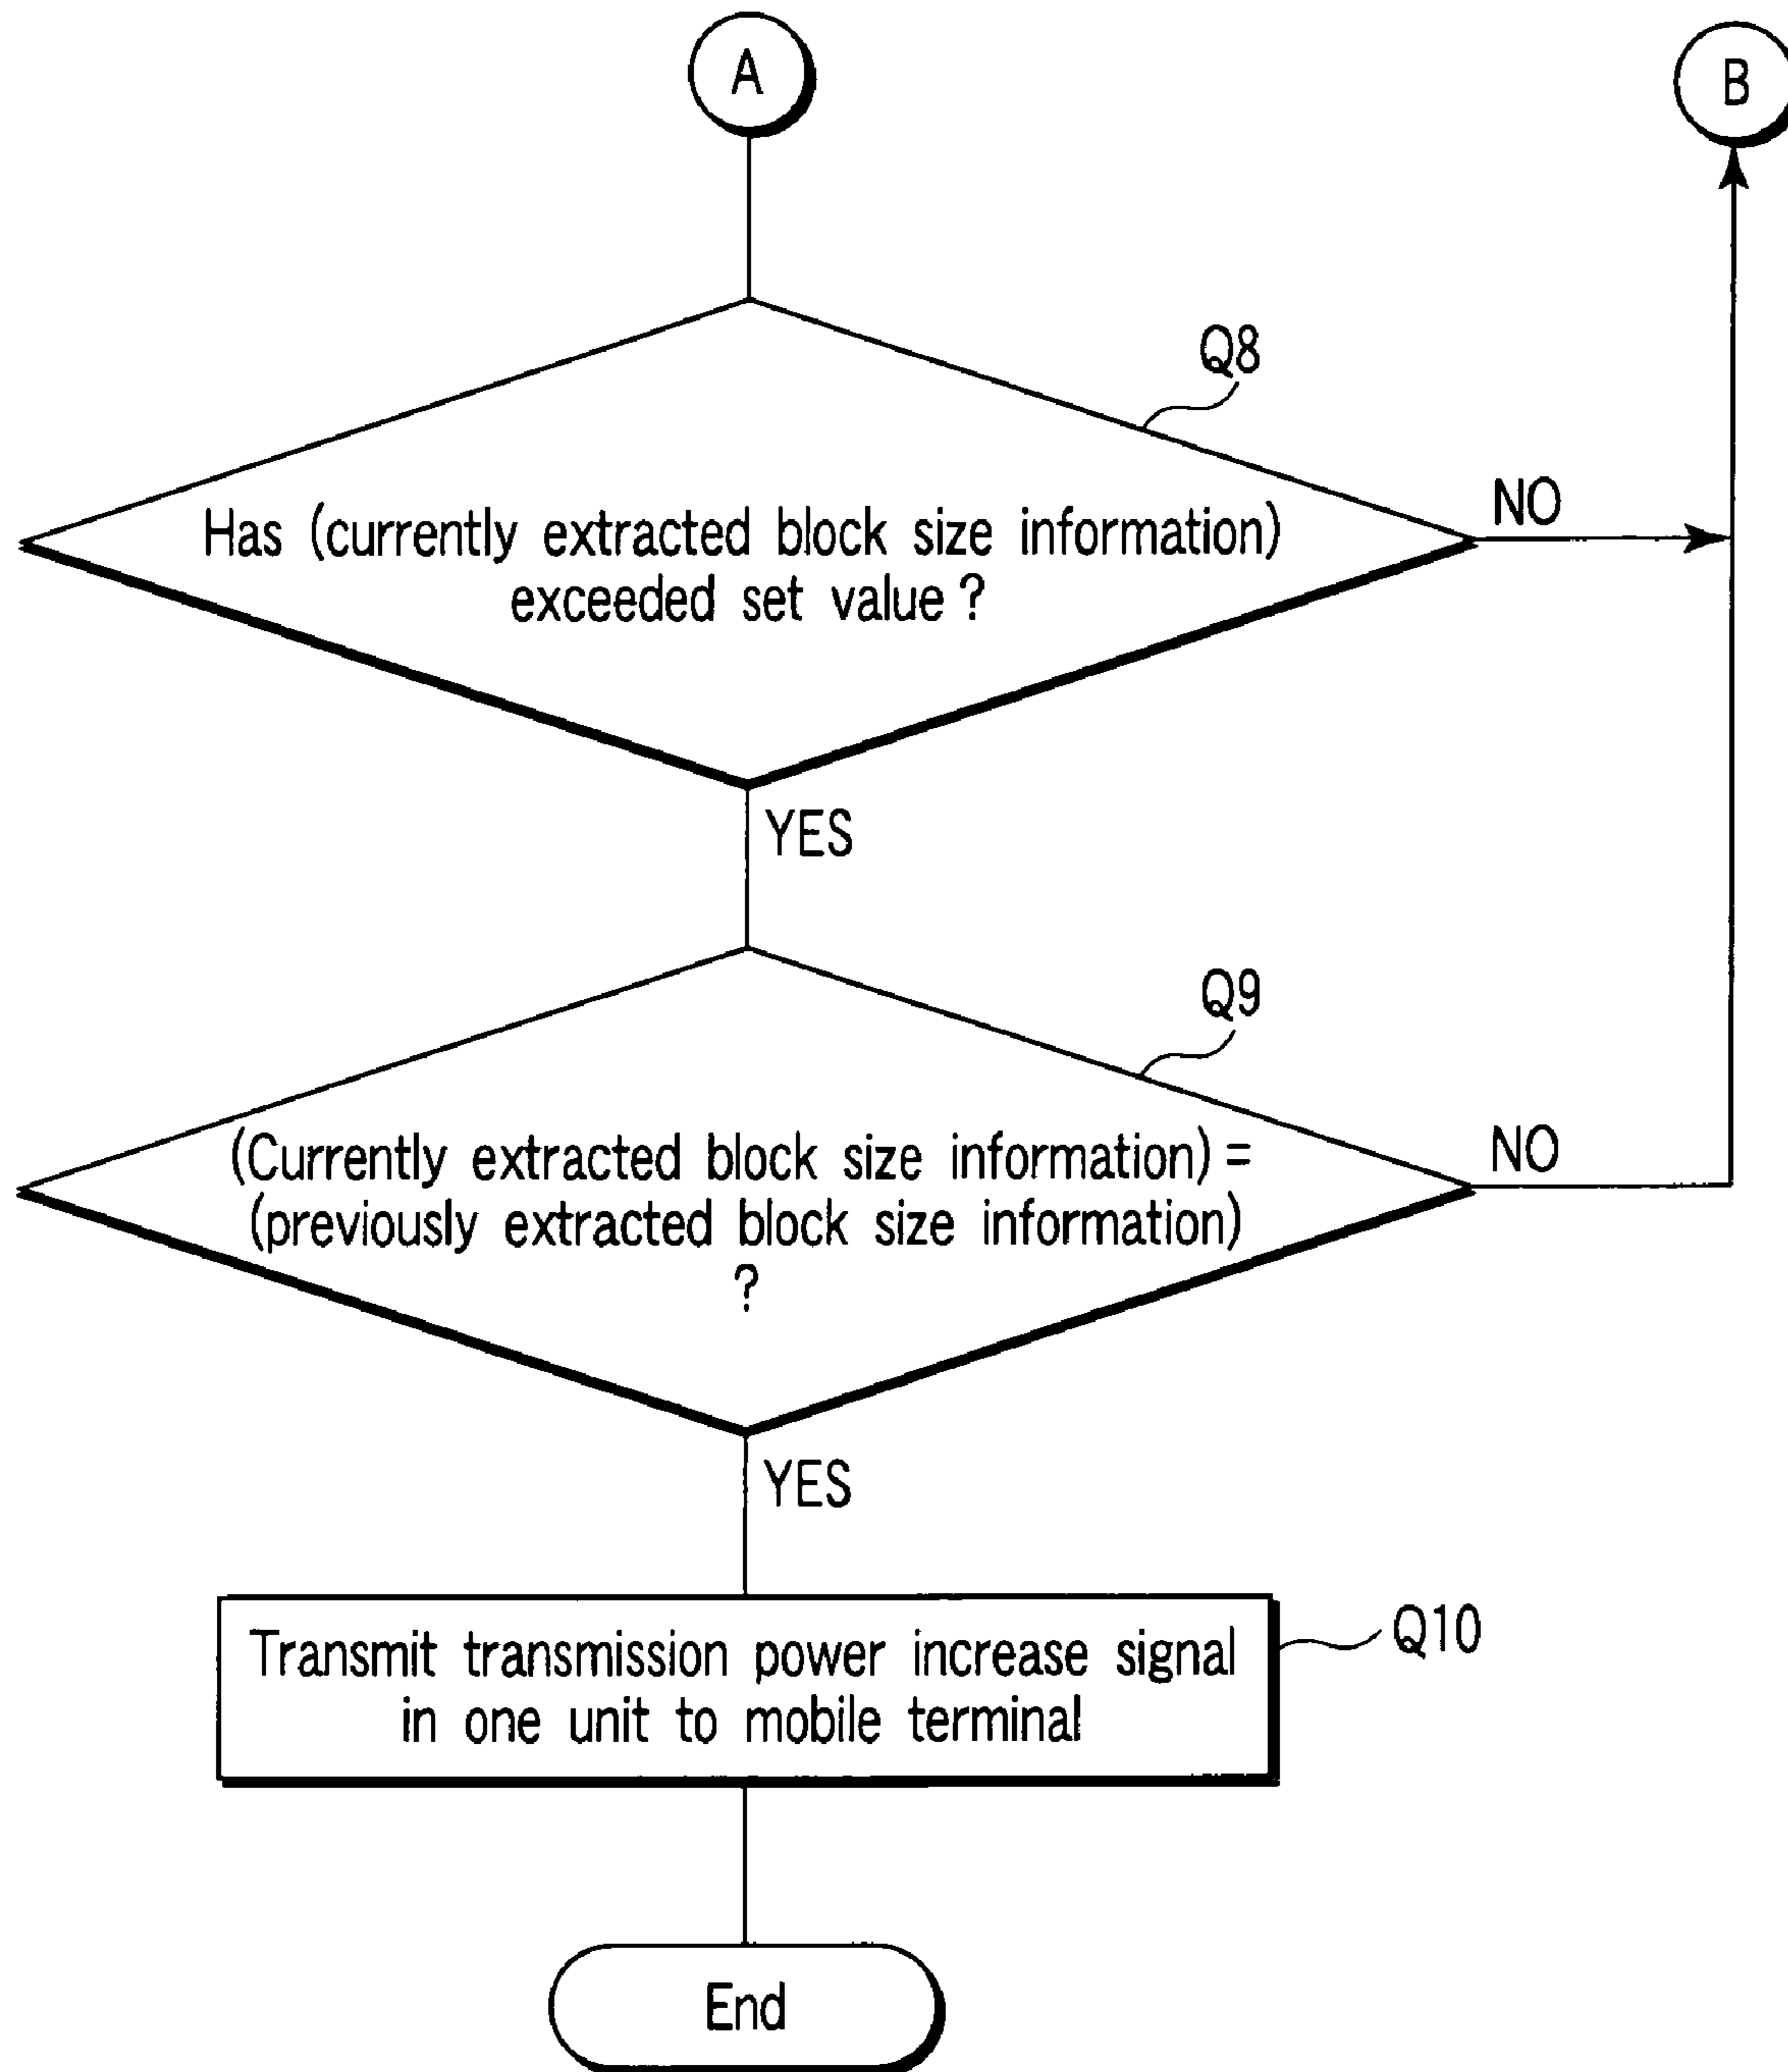 A
B
Q8
Has (currently extracted block size information)
exceeded set value ?
NO
YES
Q9
(Currently extracted block size information) =
(previously extracted block size information)
?
NO
YES
Transmit transmission power increase signal
in one unit to mobile terminal
Q10
End